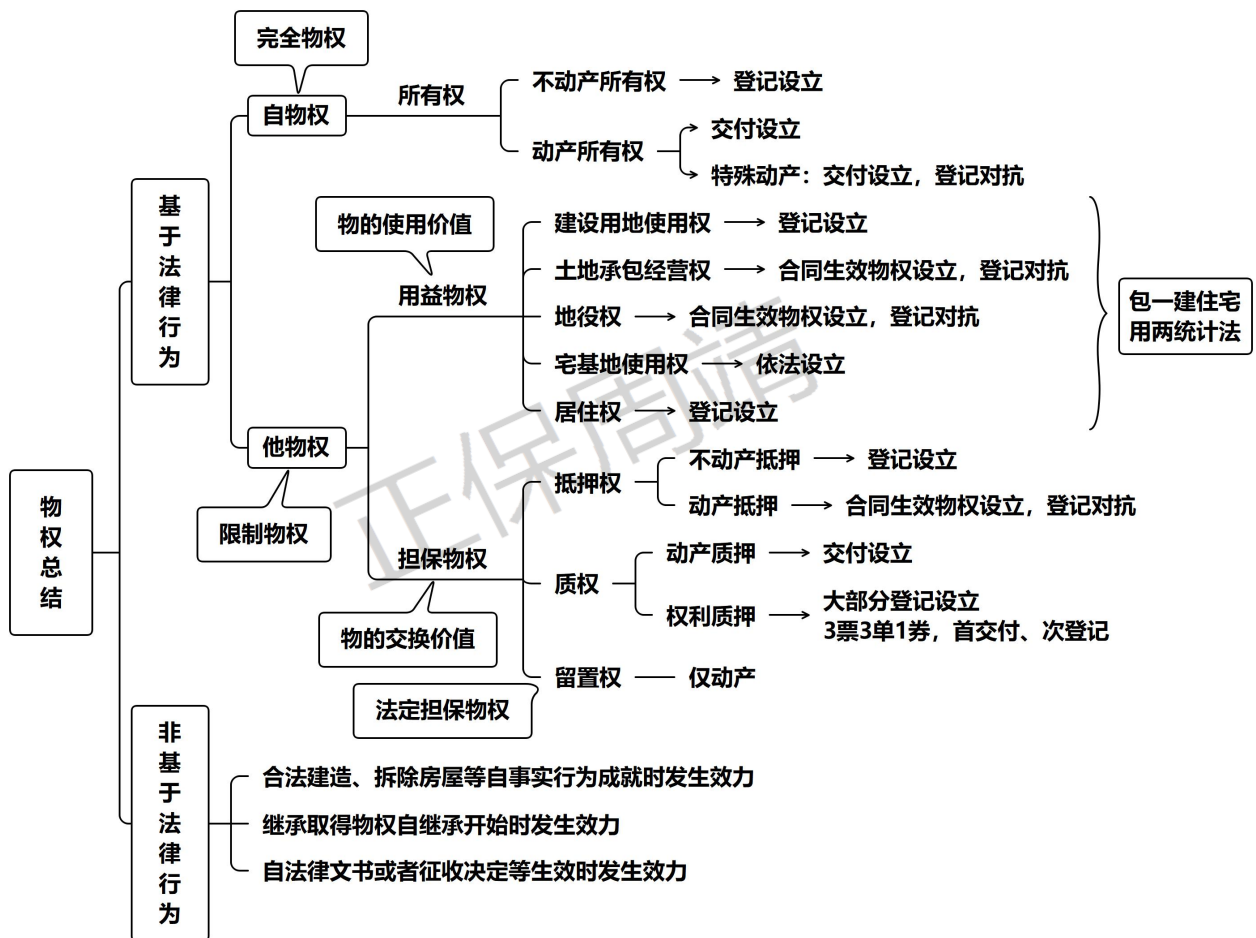 物权总结
基于法律行为
完全物权
自物权
所有权
不动产所有权
登记设立
动产所有权
交付设立
特殊动产：交付设立，登记对抗
他物权
限制物权
物的使用价值
用益物权
建设用地使用权
登记设立
土地承包经营权
合同生效物权设立，登记对抗
地役权
合同生效物权设立，登记对抗
宅基地使用权
依法设立
居住权
登记设立
包一建住宅
用两统计法
担保物权
物的交换价值
抵押权
不动产抵押
登记设立
动产抵押
合同生效物权设立，登记对抗
质权
动产质押
交付设立
权利质押
大部分登记设立
3票3单1券，首交付、次登记
留置权
仅动产
法定担保物权
非基于法律行为
合法建造、拆除房屋等自事实行为成就时发生效力
继承取得物权自继承开始时发生效力
自法律文书或者征收决定等生效时发生效力
正保周靖